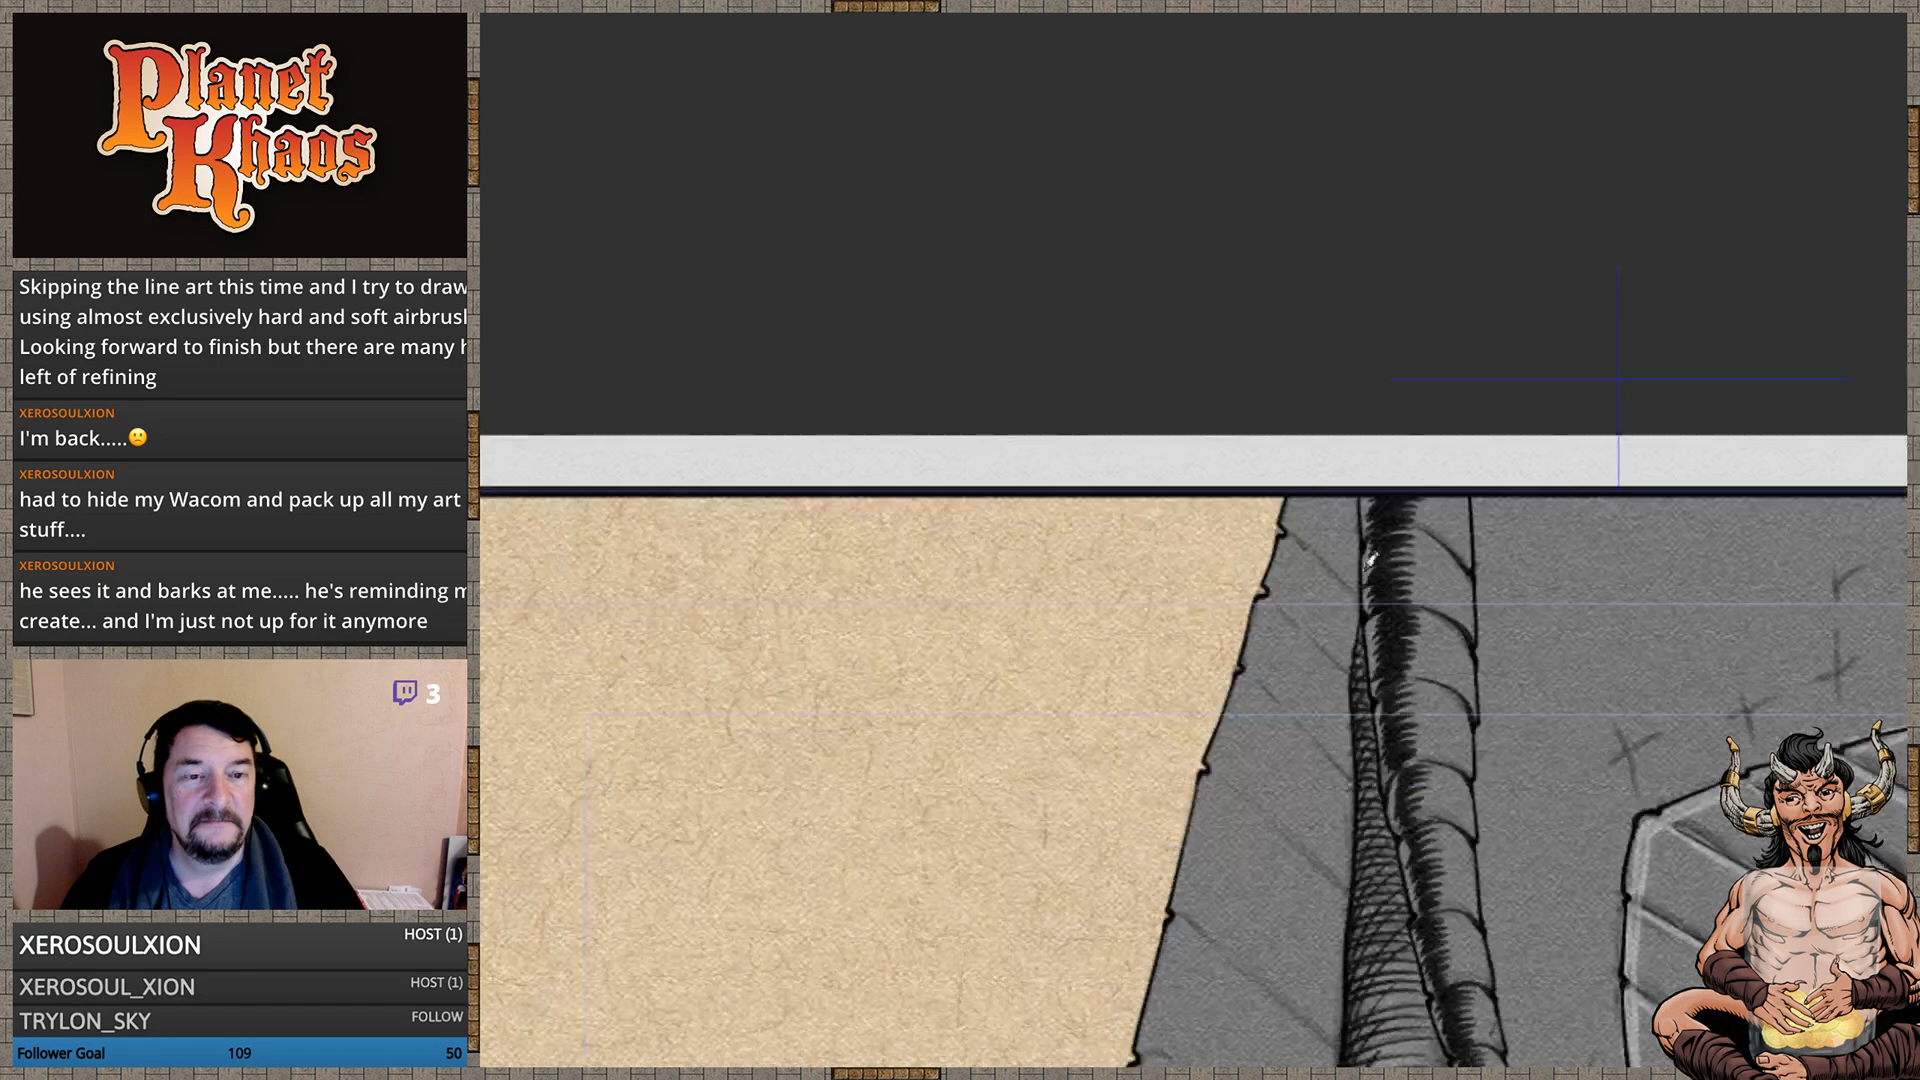 Planet
Khaos
Skipping the line art this time and I try to draw
using almost exclusively hard and soft
Looking forward to finish but there are many
left of refining
XEROSOULXION
I'm back.....
XEROSOULXION
had to hide my Wacom and pack up all my art
stuff....
XEROSOULXION
he sees it and barks at me..... he's reminding
create... and I'm just not up for it anymore
3
XEROSOULXION HOST (1)
XEROSOUL_XION HOST (1)
TRYLON_SKY FOLLOW
Follower Goal 109 50